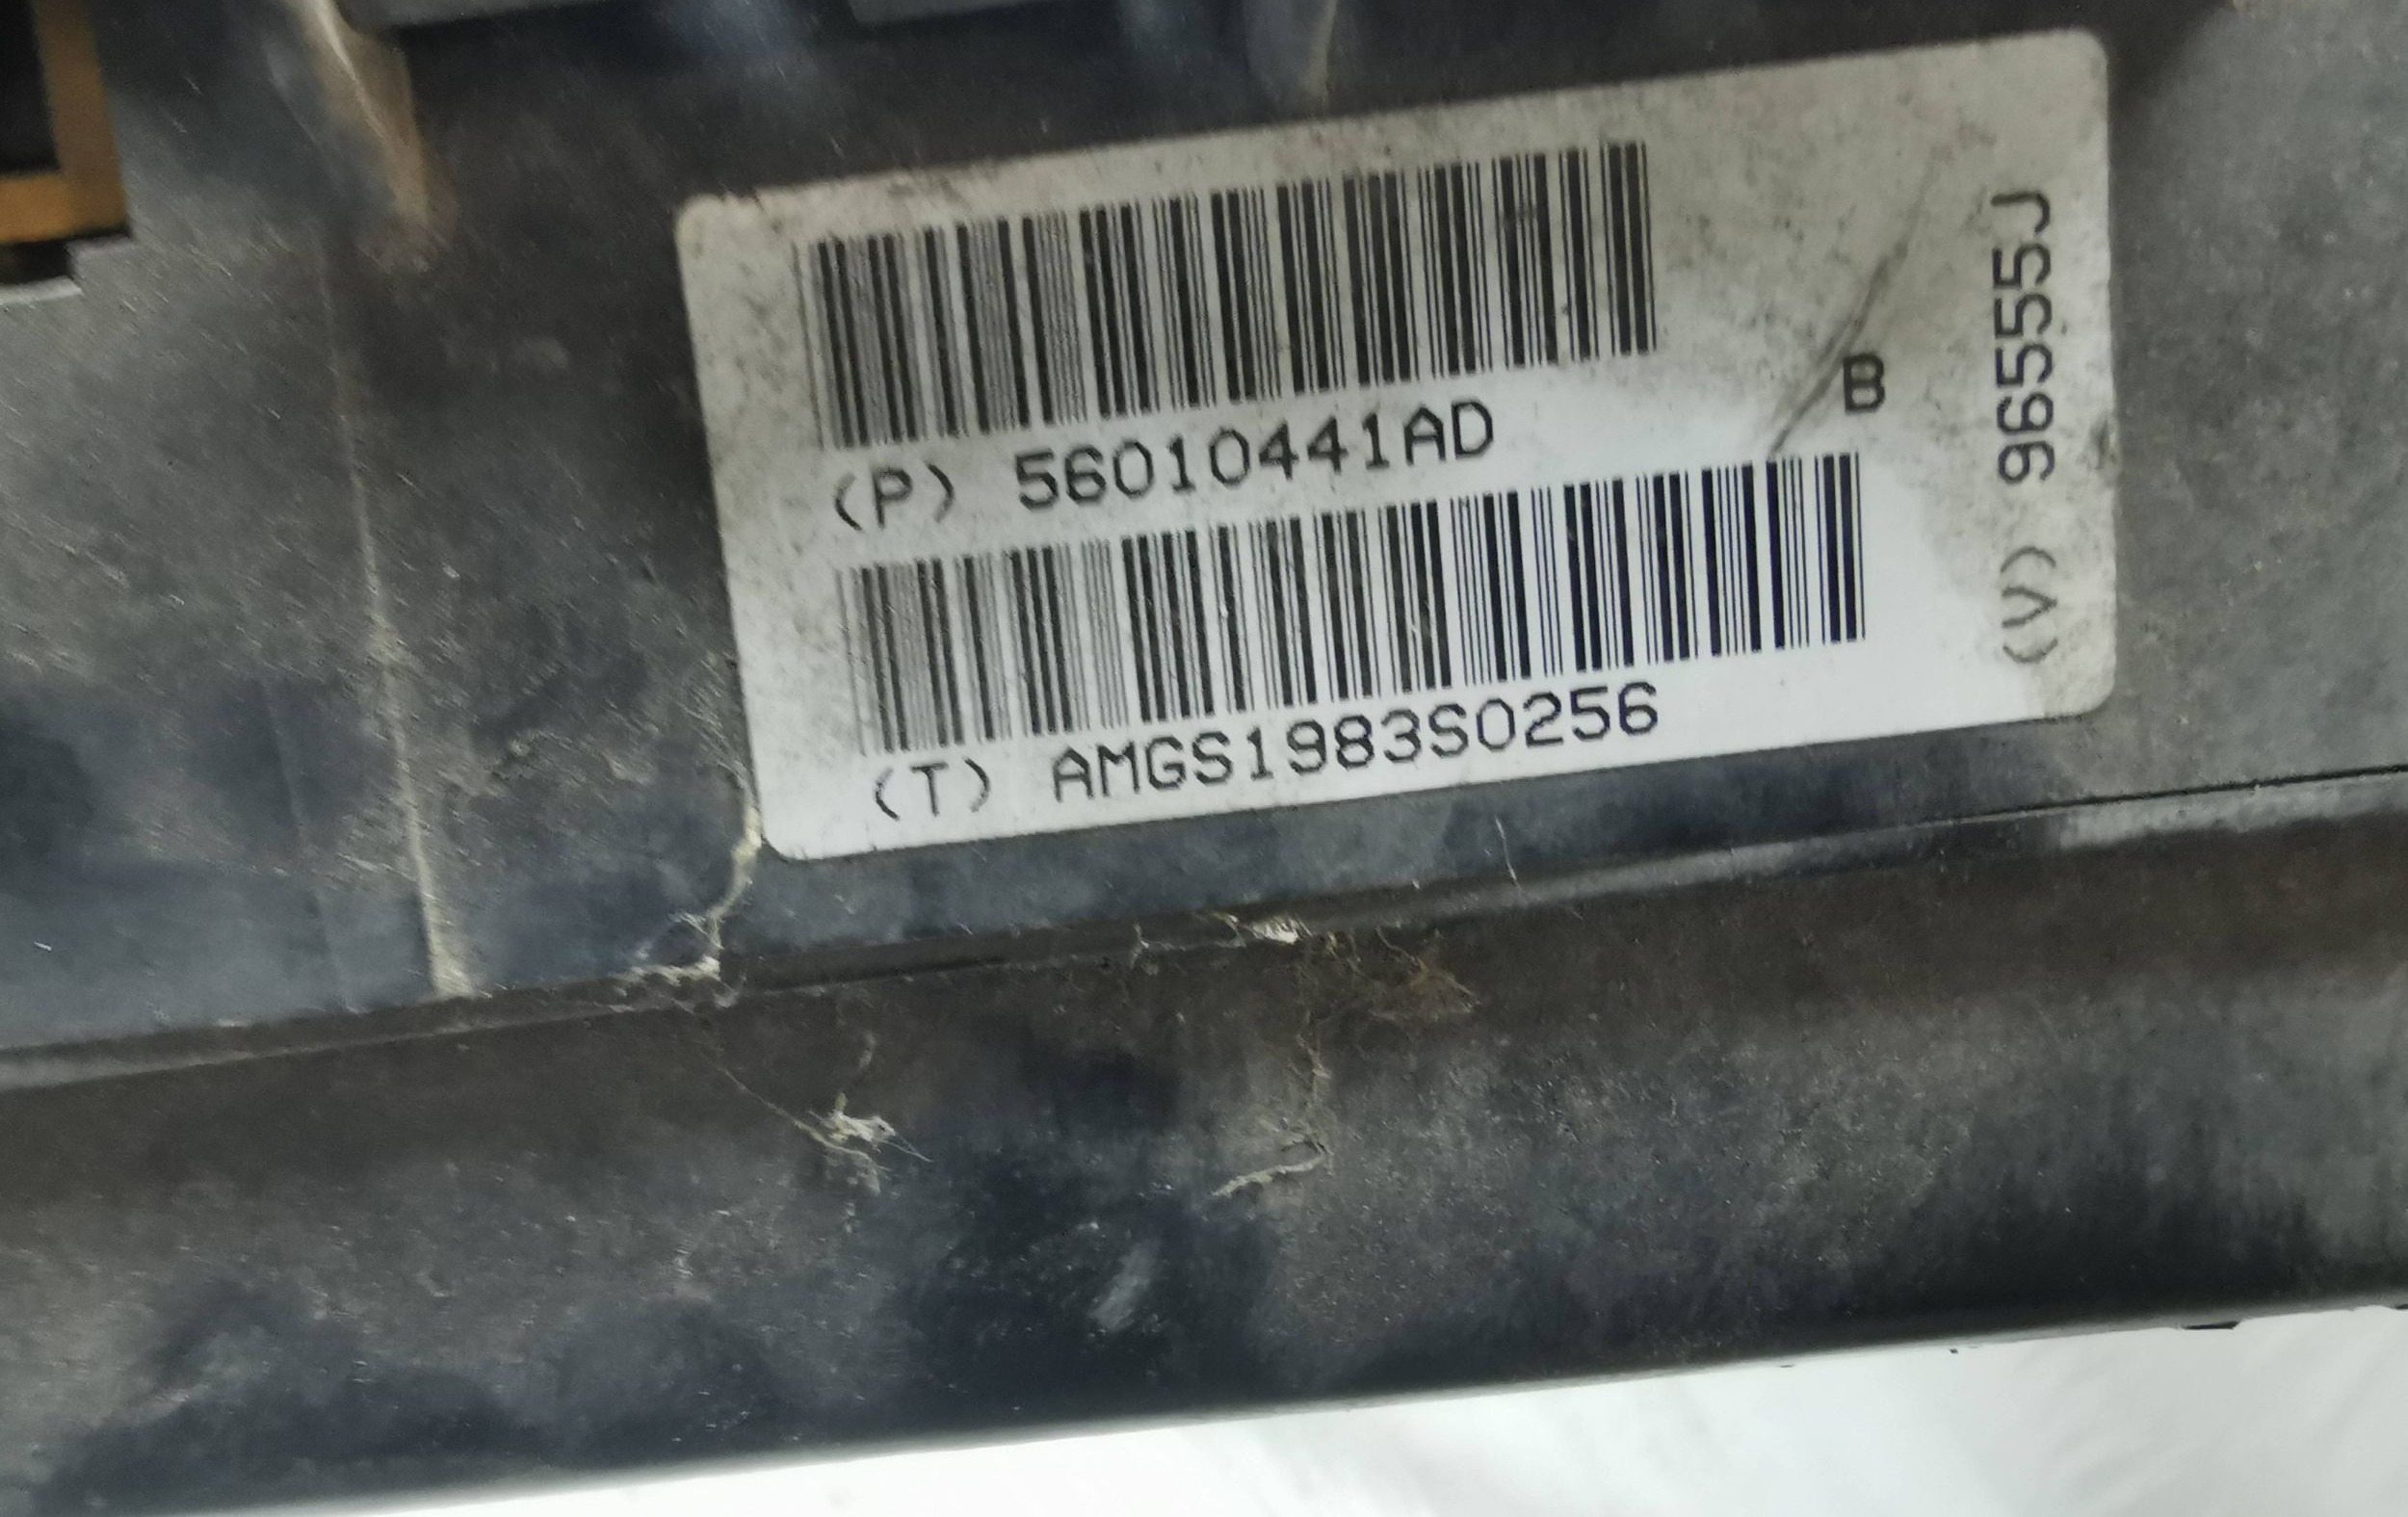 (P) 56010441AD
B
(T) AMGS1983S0256
(V) 96555J